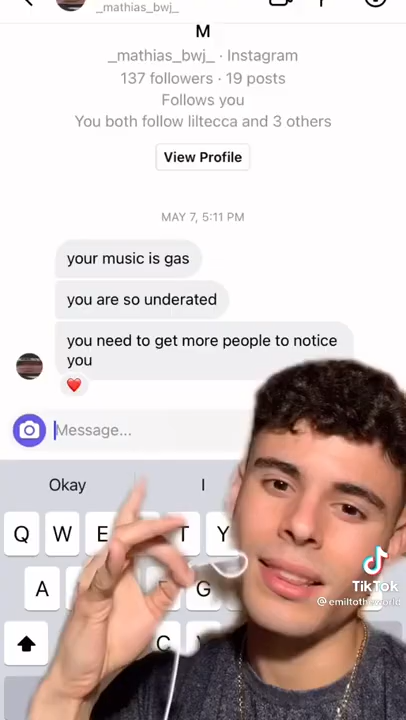 _mathias_bwj_
M
_mathias_bwj_ · Instagram
137 followers · 19 posts
Follows you
You both follow liltecca and 3 others
View Profile
MAY 7, 5:11 PM
your music is gas
you are so underated
you need to get more people to notice
you
Message...
Okay
I
Q W E T Y
A G
C
TikTok
@emiltotheworld